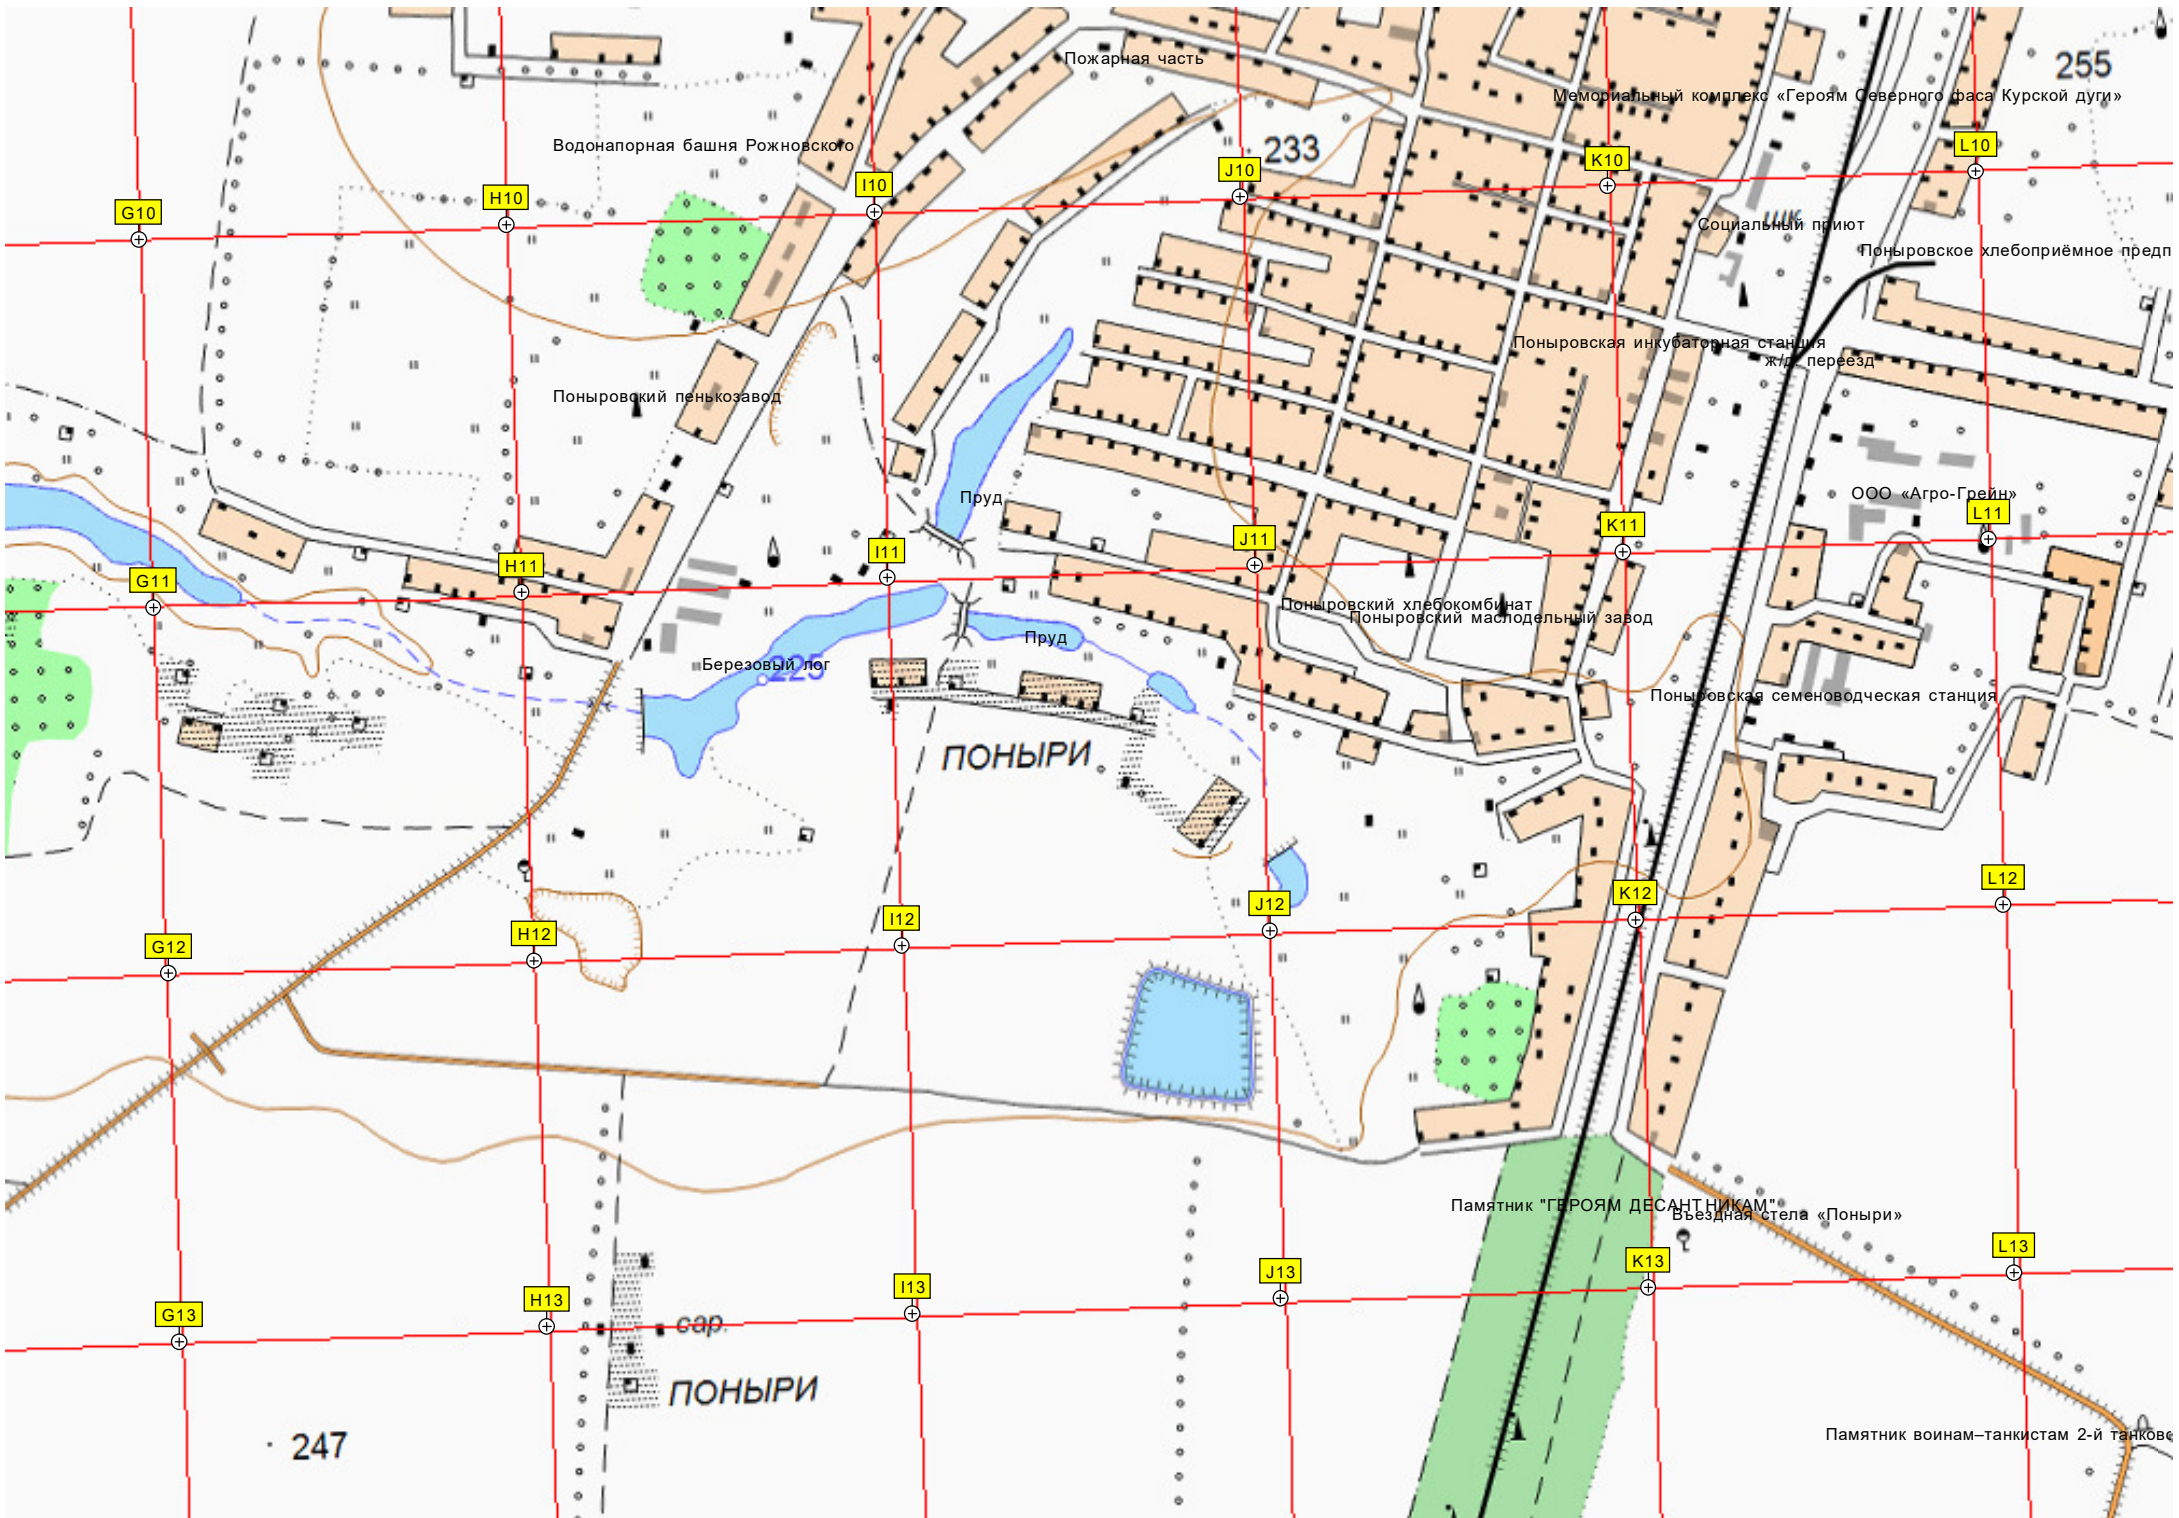 Пожарная часть
255
Мемориальный комплекс «Героям Северного фаса Курской дуги»
Водонапорная башня Рожновского
233
G10
H10
I10
J10
K10
L10
Социальный приют
Поныровское хлебоприёмное предп
Поныровская инкубаторная станция
ж/д. переезд
Поныровский пенькозавод
Пруд
ООО «Агро-Грейн»
G11
H11
I11
J11
K11
L11
Поныровский хлебокомбинат
Поныровский маслодельный завод
Пруд
Березовый лог
225
Поныровская семеноводческая станция
ПОНЫРИ
G12
H12
I12
J12
K12
L12
Памятник "ГЕРОЯМ ДЕСАНТНИКАМ"
Въездная стела «Поныри»
G13
H13
I13
J13
K13
L13
сар.
ПОНЫРИ
247
Памятник воинам–танкистам 2-й танково